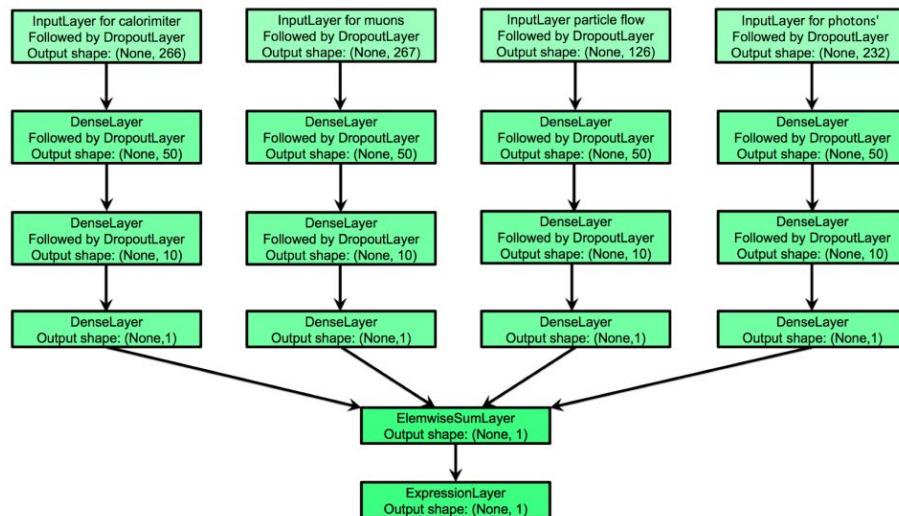 InputLayer for calorimiter
Followed by DropoutLayer
Output shape: (None, 266)
InputLayer for muons
Followed by DropoutLayer
Output shape: (None, 267)
InputLayer particle flow
Followed by DropoutLayer
Output shape: (None, 126)
InputLayer for photons'
Followed by DropoutLayer
Output shape: (None, 232)
DenseLayer
Followed by DropoutLayer
Output shape: (None, 50)
DenseLayer
Followed by DropoutLayer
Output shape: (None, 50)
DenseLayer
Followed by DropoutLayer
Output shape: (None, 50)
DenseLayer
Followed by DropoutLayer
Output shape: (None, 50)
DenseLayer
Followed by DropoutLayer
Output shape: (None, 10)
DenseLayer
Followed by DropoutLayer
Output shape: (None, 10)
DenseLayer
Followed by DropoutLayer
Output shape: (None, 10)
DenseLayer
Followed by DropoutLayer
Output shape: (None, 10)
DenseLayer
Output shape: (None,1)
DenseLayer
Output shape: (None,1)
DenseLayer
Output shape: (None,1)
DenseLayer
Output shape: (None,1)
ElemwiseSumLayer
Output shape: (None, 1)
ExpressionLayer
Output shape: (None, 1)